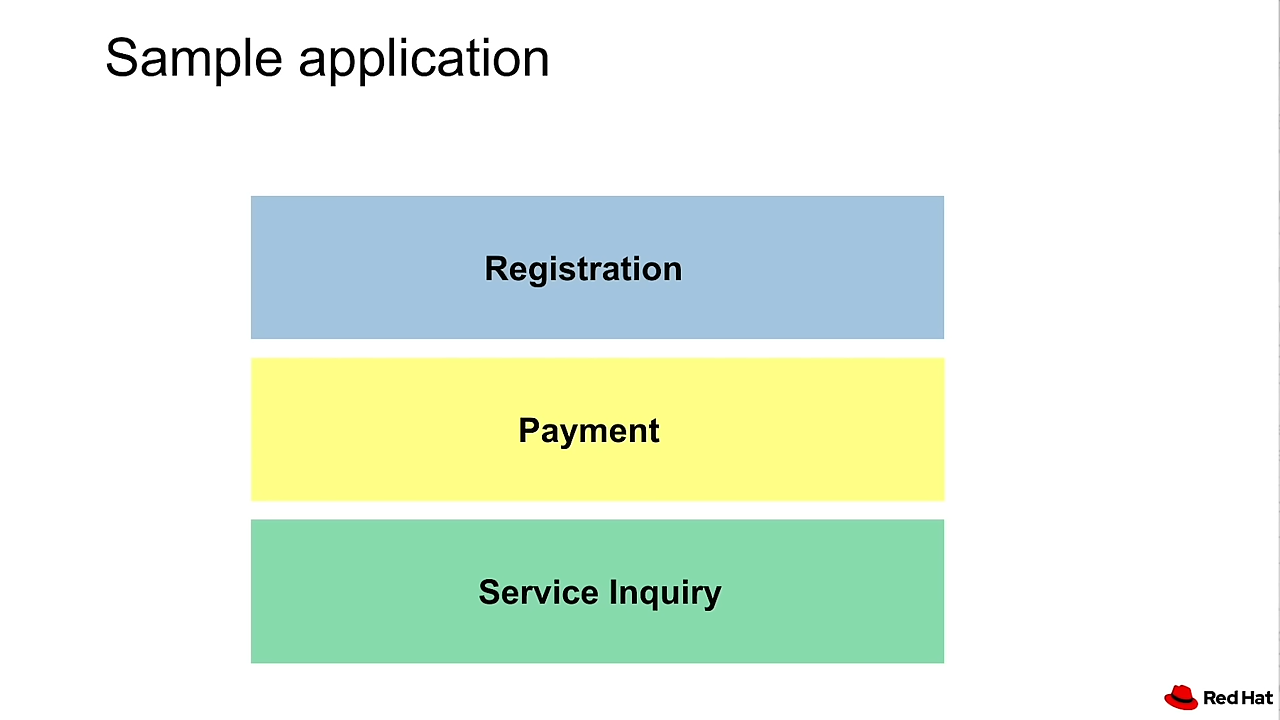 Sample application
Registration
Payment
Service Inquiry
Red Hat